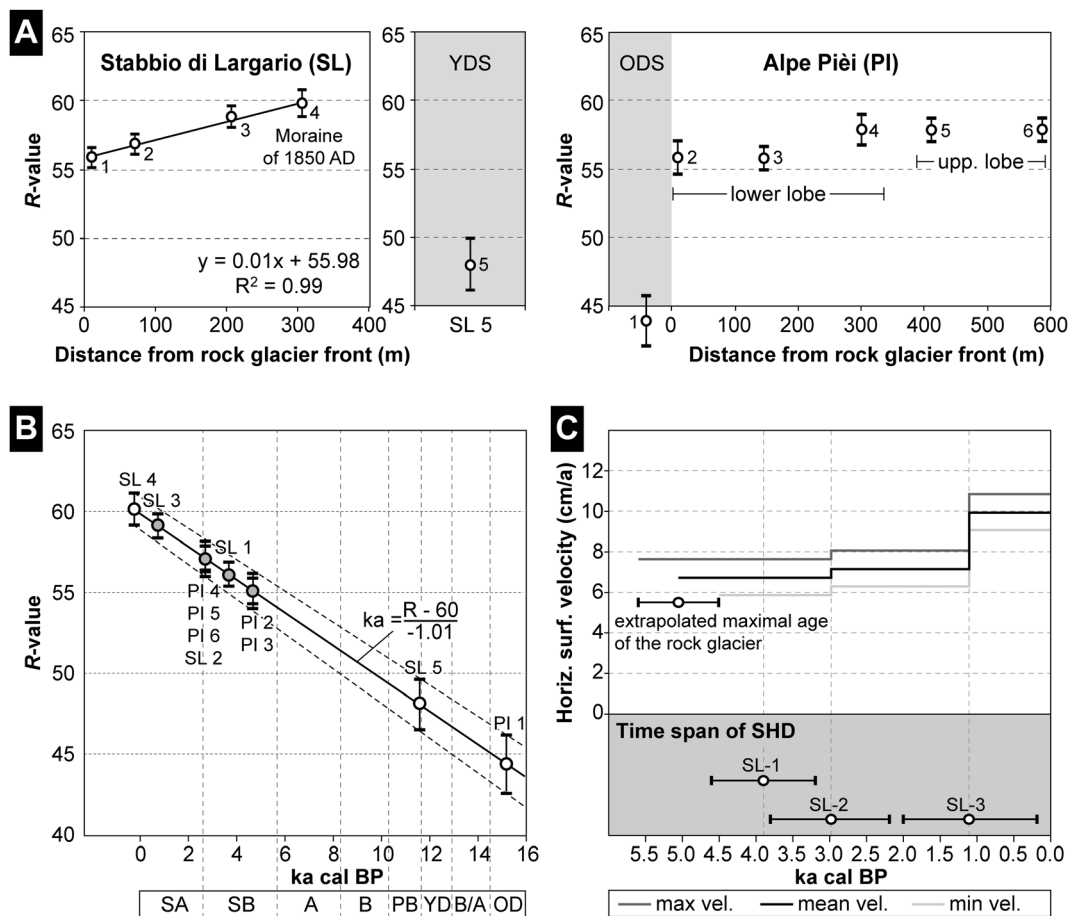 A
65
60
55
50
45
R-value
Stabbio di Largario (SL)
1
2
3
4
Moraine
of 1850 AD
y = 0.01x + 55.98
R² = 0.99
0 100 200 300 400
Distance from rock glacier front (m)
65
60
55
50
45
YDS
5
SL 5
65
60
55
50
45
R-value
ODS
Alpe Pièi (PI)
1
2
3
4
5
6
lower lobe
upp. lobe
0 100 200 300 400 500 600
Distance from rock glacier front (m)
B
65
60
55
50
45
40
R-value
SL 4
SL 3
SL 1
PI 4
PI 5
PI 6
SL 2
PI 2
PI 3
ka = R - 60
-1.01
SL 5
PI 1
0 2 4 6 8 10 12 14 16
ka cal BP
SA SB A B PB YD B/A OD
C
12
10
8
6
4
2
0
Horiz. surf. velocity (cm/a)
extrapolated maximal age
of the rock glacier
Time span of SHD
SL-1
SL-2
SL-3
5.5 5.0 4.5 4.0 3.5 3.0 2.5 2.0 1.5 1.0 0.5 0.0
ka cal BP
max vel. mean vel. min vel.